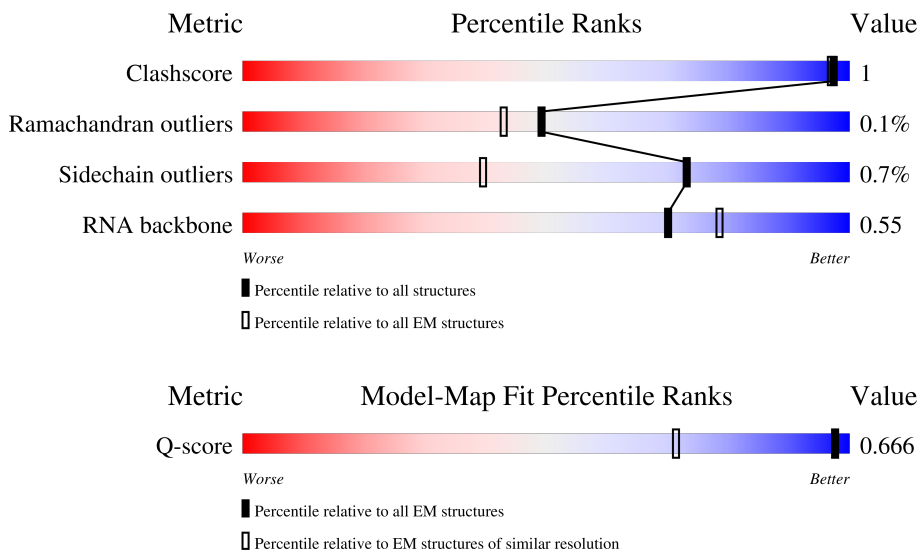 Metric Percentile Ranks Value
Clashscore 1
Ramachandran outliers 0.1%
Sidechain outliers 0.7%
RNA backbone 0.55
Worse Better
Percentile relative to all structures
Percentile relative to all EM structures
Metric Model-Map Fit Percentile Ranks Value
Q-score 0.666
Worse Better
Percentile relative to all EM structures
Percentile relative to EM structures of similar resolution